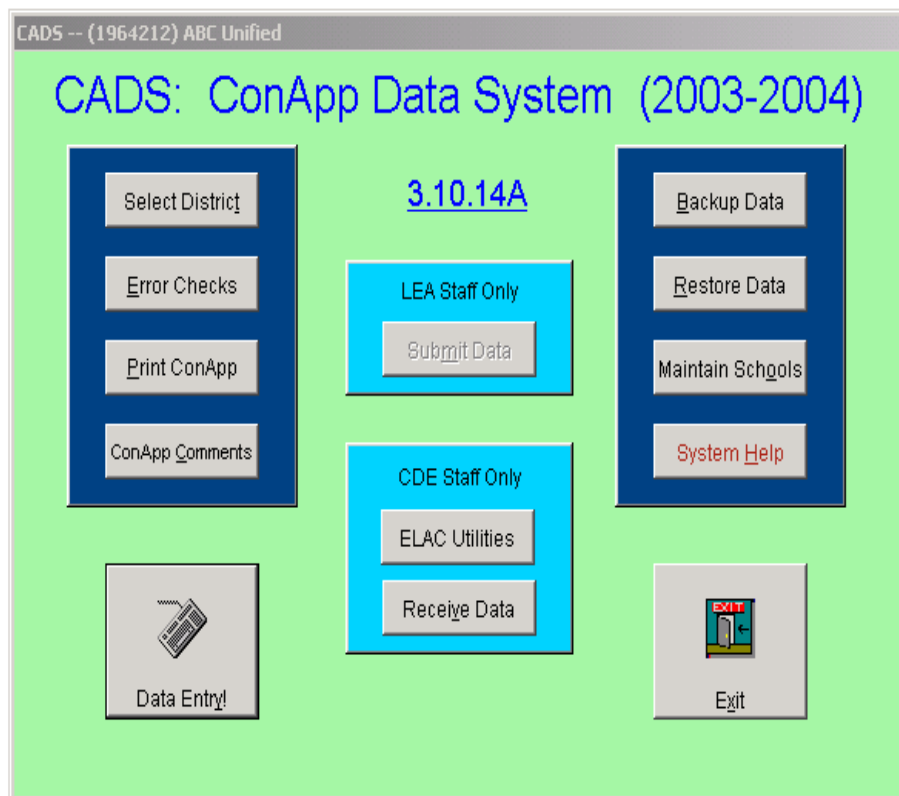 CADS -- (1964212) ABC Unified
CADS: ConApp Data System (2003-2004)
Select District
Error Checks
Print ConApp
ConApp Comments
3.10.14A
LEA Staff Only
Submit Data
CDE Staff Only
ELAC Utilities
Receive Data
Backup Data
Restore Data
Maintain Schools
System Help
Data Entry!
EXIT
Exit